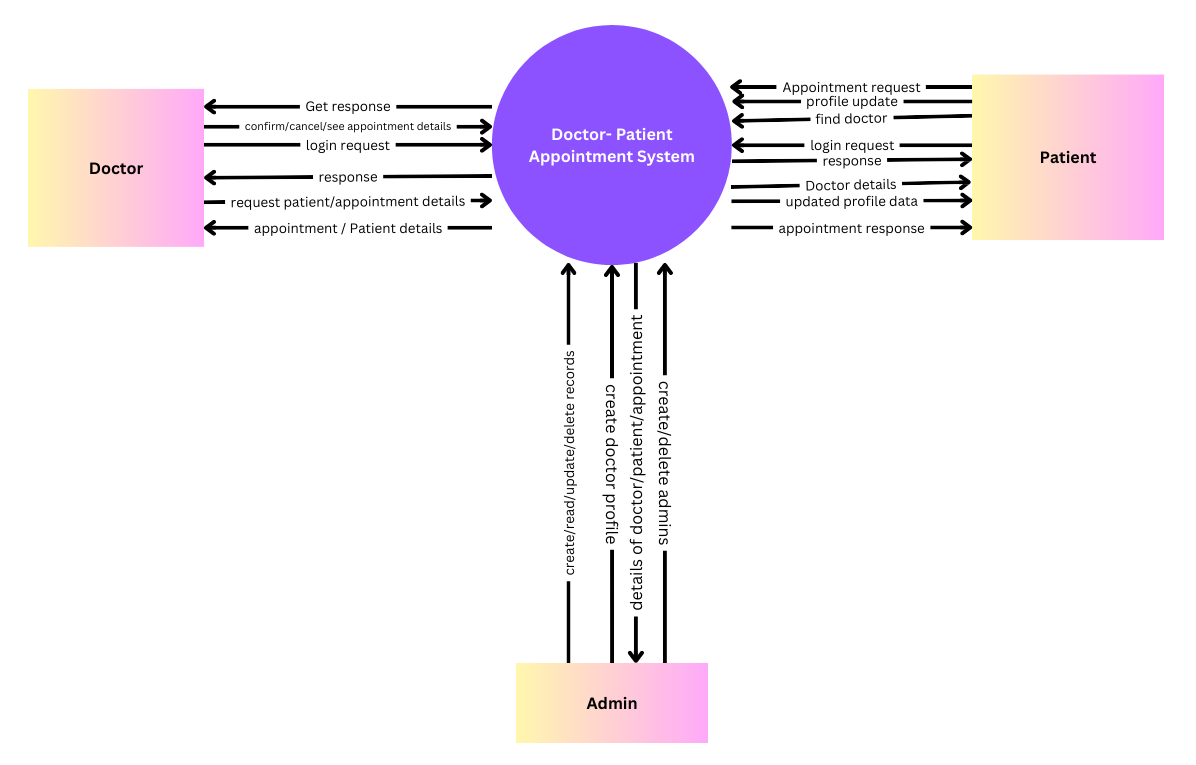 Doctor
Get response
confirm/cancel/see appointment details
login request
response
request patient/appointment details
appointment / Patient details
Doctor- Patient
Appointment System
Appointment request
profile update
find doctor
login request
response
Doctor details
updated profile data
appointment response
Patient
create/read/update/delete records
create doctor profile
details of doctor/patient/appointment
create/delete admins
Admin